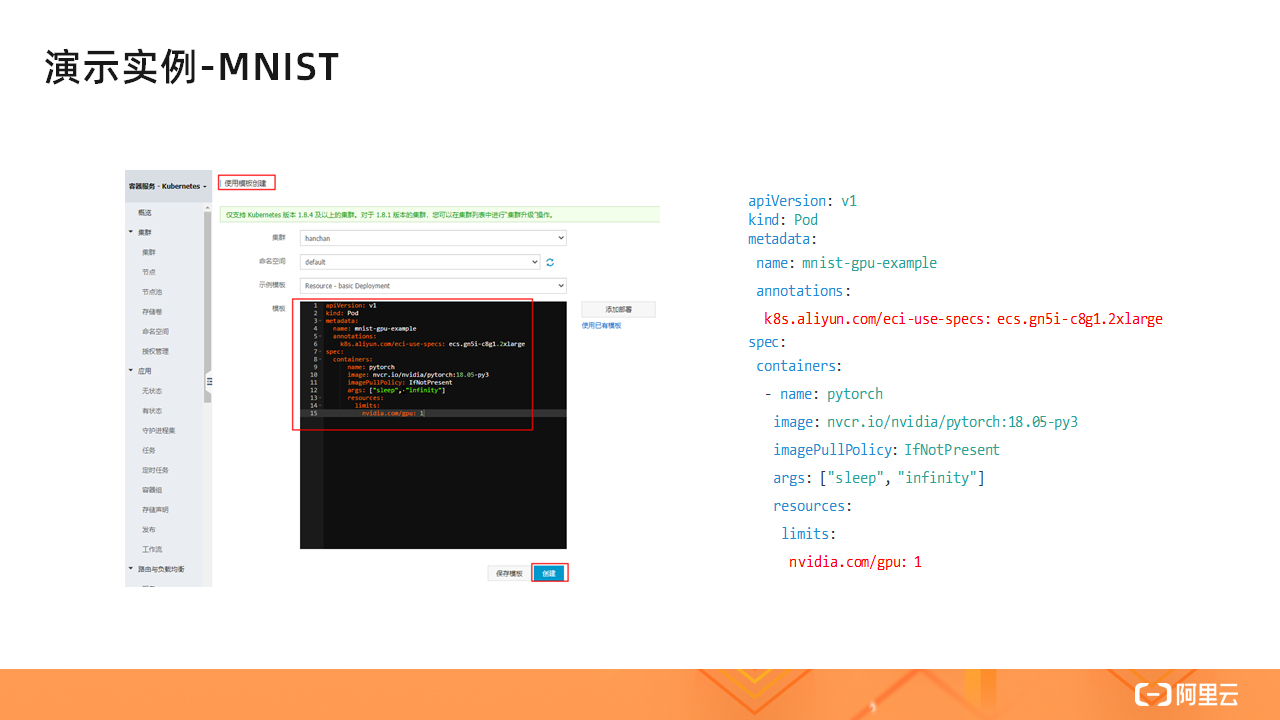 演示实例-MNIST
容器服务 - Kubernetes
使用模板创建
概览
集群
集群
节点
节点池
存储卷
命名空间
授权管理
应用
无状态
有状态
守护进程集
任务
定时任务
容器组
存储声明
发布
工作流
路由与负载均衡
仅支持 Kubernetes 版本 1.8.4 及以上的集群。对于 1.8.1 版本的集群，您可以在集群列表中进行“集群升级”操作。
集群 hanchan
命名空间 default
示例模板 Resource - basic Deployment
模板
1 apiVersion: v1
2 kind: Pod
3 metadata:
4 name: mnist-gpu-example
5 annotations:
6 k8s.aliyun.com/eci-use-specs: ecs.gn5i-c8g1.2xlarge
7 spec:
8 containers:
9 name: pytorch
10 image: nvcr.io/nvidia/pytorch:18.05-py3
11 imagePullPolicy: IfNotPresent
12 args: ["sleep", "infinity"]
13 resources:
14 limits:
15 nvidia.com/gpu: 1
添加部署
使用已有模板
保存模板 创建
apiVersion: v1
kind: Pod
metadata:
name: mnist-gpu-example
annotations:
k8s.aliyun.com/eci-use-specs: ecs.gn5i-c8g1.2xlarge
spec:
containers:
- name: pytorch
image: nvcr.io/nvidia/pytorch:18.05-py3
imagePullPolicy: IfNotPresent
args: ["sleep", "infinity"]
resources:
limits:
nvidia.com/gpu: 1
阿里云